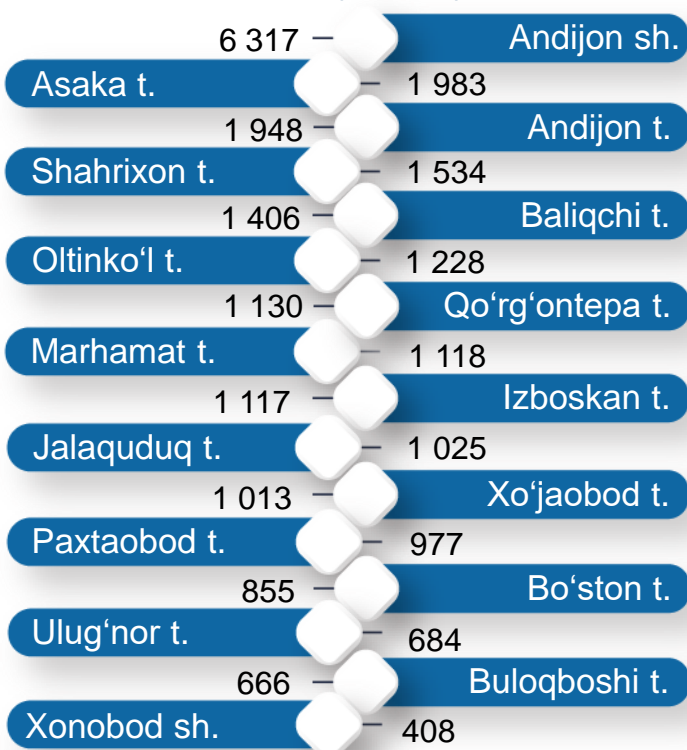 6 317 Andijon sh.
Asaka t. 1 983
1 948 Andijon t.
Shahrixon t. 1 534
1 406 Baliqchi t.
Oltinko‘l t. 1 228
1 130 Qo‘rg‘ontepa t.
Marhamat t. 1 118
1 117 Izboskan t.
Jalaquduq t. 1 025
1 013 Xo‘jaobod t.
Paxtaobod t. 977
855 Bo‘ston t.
Ulug‘nor t. 684
666 Buloqboshi t.
Xonobod sh. 408